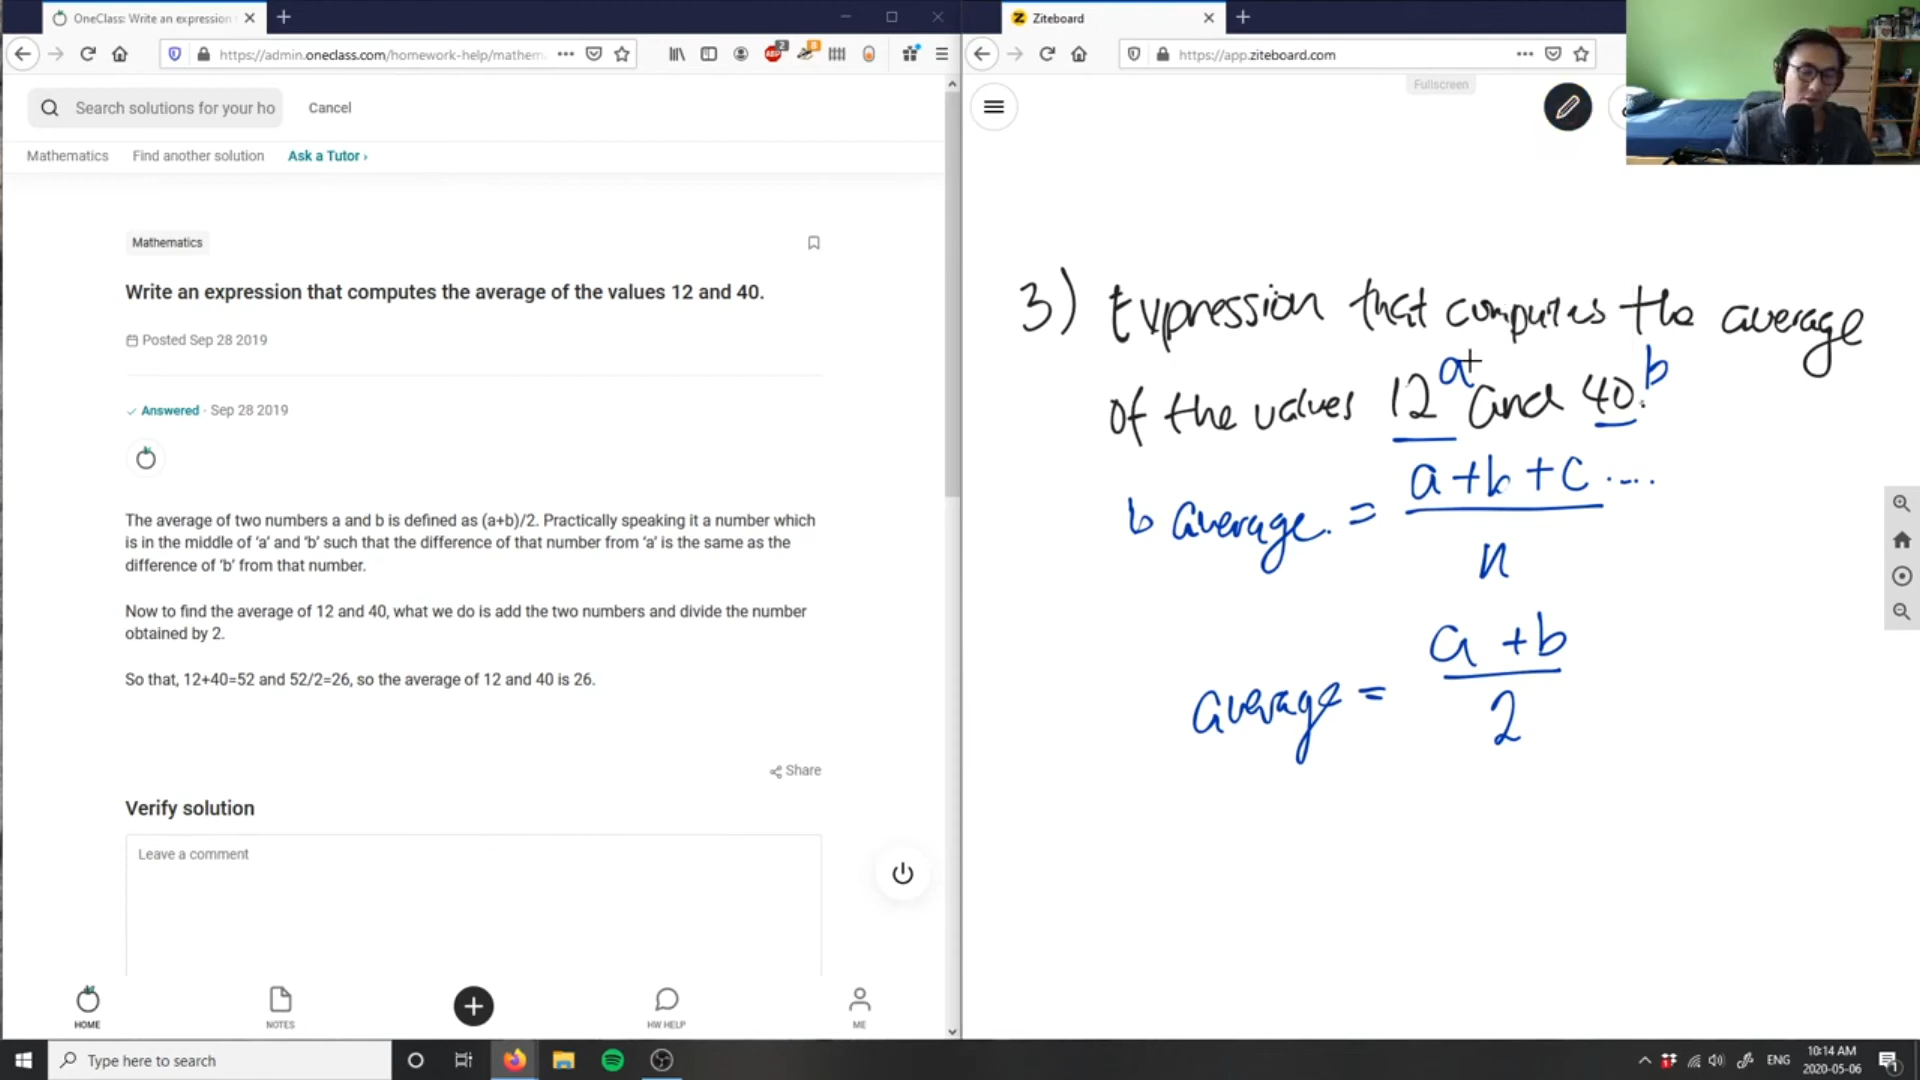 OneClass: Write an expression
https://admin.oneclass.com/homework-help/mathem
2
8
Search solutions for your ho
Cancel
Mathematics
Find another solution
Ask a Tutor ›
Mathematics
Write an expression that computes the average of the values 12 and 40.
Posted Sep 28 2019
Answered · Sep 28 2019
The average of two numbers a and b is defined as (a+b)/2. Practically speaking it a number which
is in the middle of ‘a’ and ‘b’ such that the difference of that number from ‘a’ is the same as the
difference of ‘b’ from that number.
Now to find the average of 12 and 40, what we do is add the two numbers and divide the number
obtained by 2.
So that, 12+40=52 and 52/2=26, so the average of 12 and 40 is 26.
Share
Verify solution
Leave a comment
HOME
NOTES
HW HELP
ME
Ziteboard
https://app.ziteboard.com
Fullscreen
3) Expression that computes the average
a b
of the values 12 and 40.
a+b+c ....
b average. =
n
a +b
average =
2
Type here to search
ENG
10:14 AM
2020-05-06
1